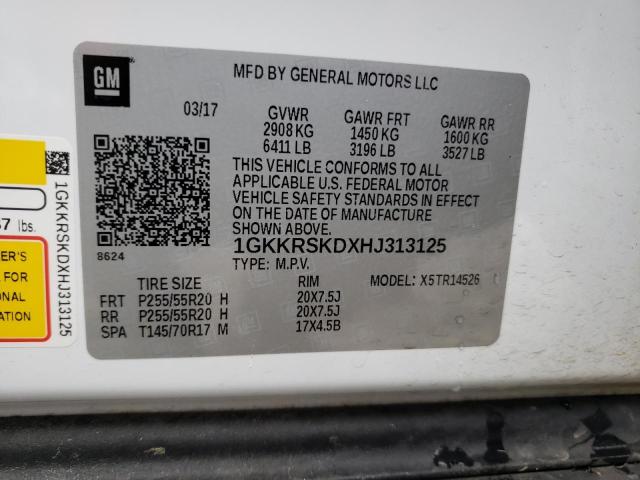 GM
MFD BY GENERAL MOTORS LLC
03/17 GVWR GAWR FRT GAWR RR
2908 KG 1450 KG 1600 KG
6411 LB 3196 LB 3527 LB
THIS VEHICLE CONFORMS TO ALL
APPLICABLE U.S. FEDERAL MOTOR
VEHICLE SAFETY STANDARDS IN EFFECT
ON THE DATE OF MANUFACTURE
SHOWN ABOVE.
8624
1GKKRSKDXHJ313125
TYPE: M.P.V.
MODEL: X5TR14526
TIRE SIZE RIM
FRT P255/55R20 H 20X7.5J
RR P255/55R20 H 20X7.5J
SPA T145/70R17 M 17X4.5B
1GKKRSKDXHJ313125
7 lbs.
ER'S
FOR
ONAL
ATION